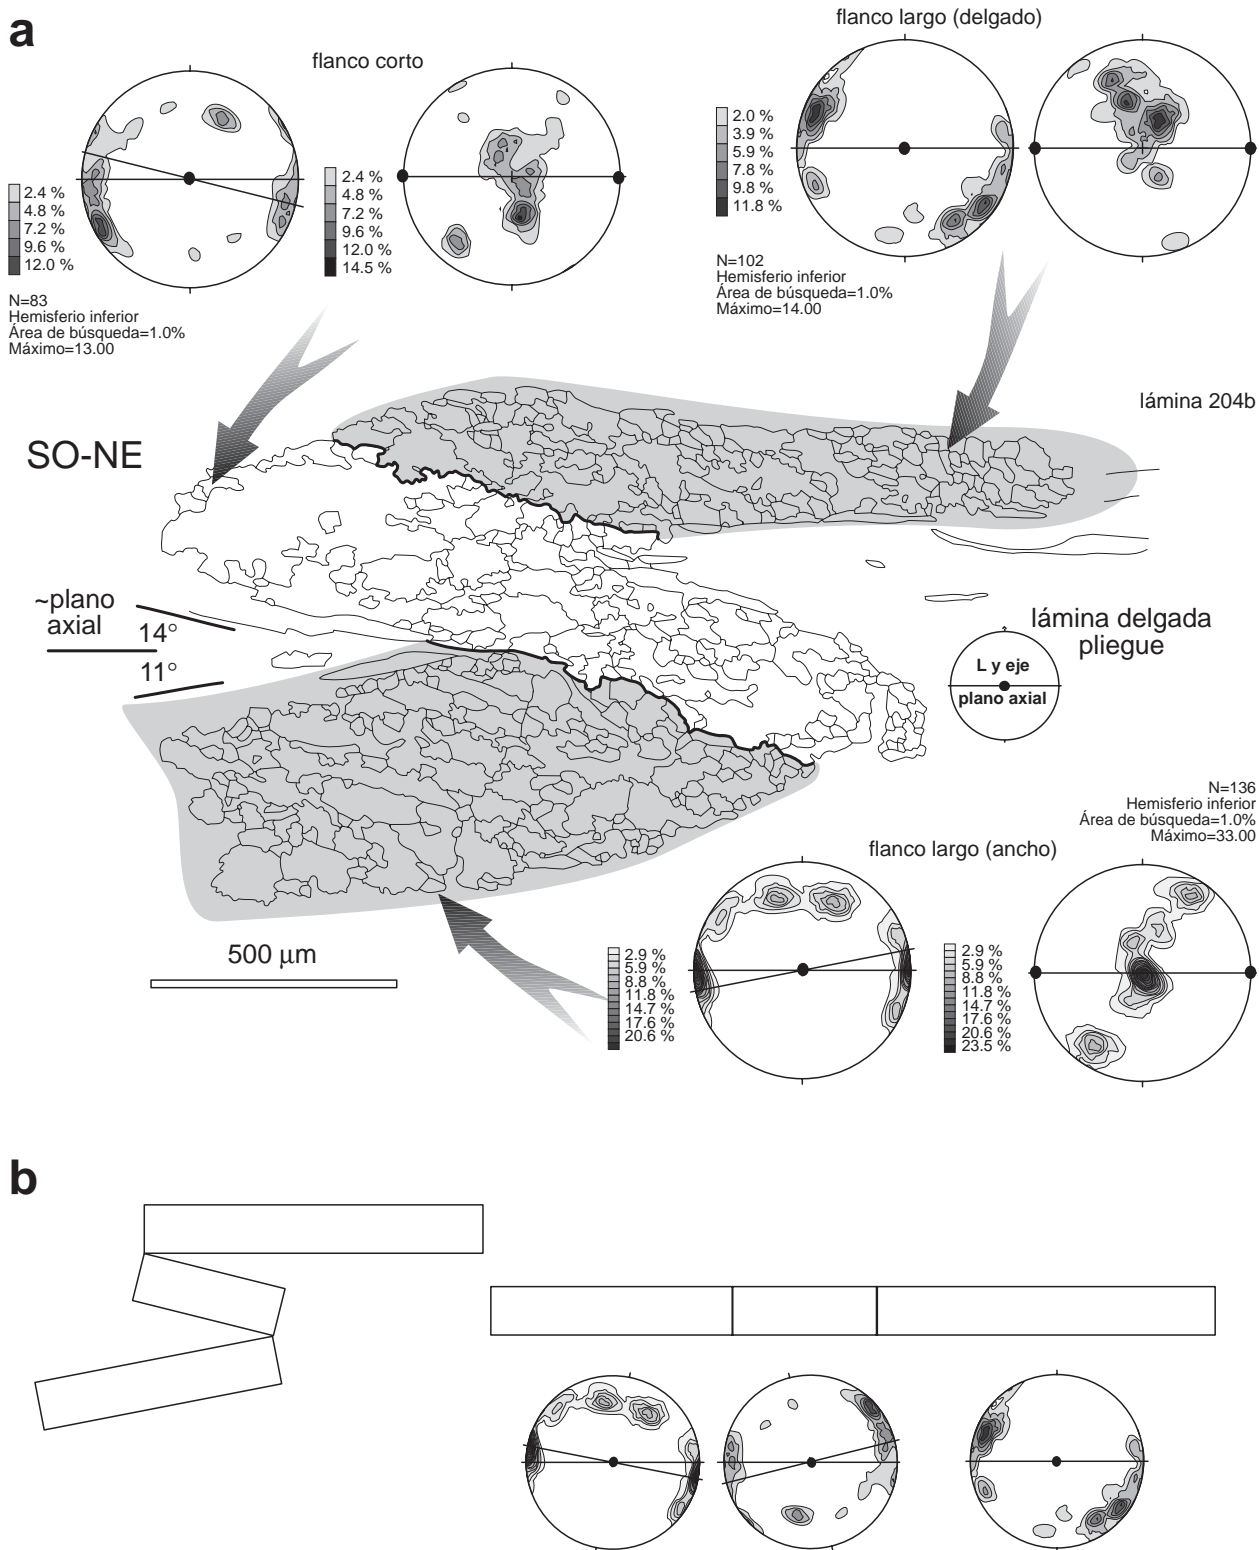 a
flanco corto
flanco largo (delgado)
2.4 %
4.8 %
7.2 %
9.6 %
12.0 %
2.4 %
4.8 %
7.2 %
9.6 %
12.0 %
14.5 %
2.0 %
3.9 %
5.9 %
7.8 %
9.8 %
11.8 %
N=83
Hemisferio inferior
Área de búsqueda=1.0%
Máximo=13.00
N=102
Hemisferio inferior
Área de búsqueda=1.0%
Máximo=14.00
lámina 204b
SO-NE
~plano
axial
14°
11°
lámina delgada
pliegue
L y eje
plano axial
N=136
Hemisferio inferior
Área de búsqueda=1.0%
Máximo=33.00
flanco largo (ancho)
500 μm
2.9 %
5.9 %
8.8 %
11.8 %
14.7 %
17.6 %
20.6 %
2.9 %
5.9 %
8.8 %
11.8 %
14.7 %
17.6 %
20.6 %
23.5 %
b